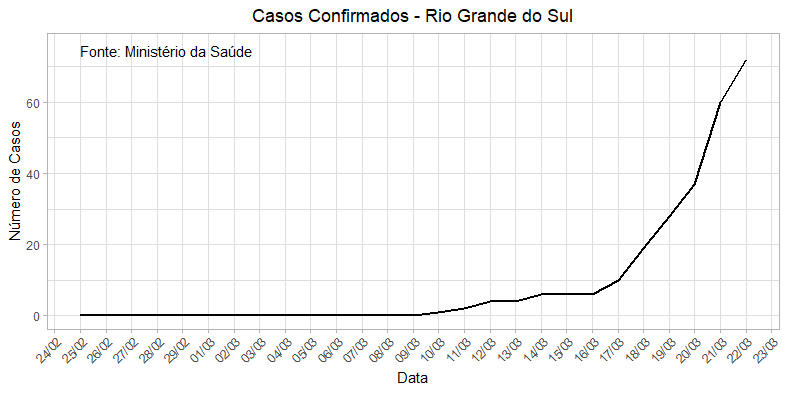 Casos Confirmados - Rio Grande do Sul
Fonte: Ministério da Saúde
Número de Casos
60
40
20
0
24/02 25/02 26/02 27/02 28/02 29/02 01/03 02/03 03/03 04/03 05/03 06/03 07/03 08/03 09/03 10/03 11/03 12/03 13/03 14/03 15/03 16/03 17/03 18/03 19/03 20/03 21/03 22/03 23/03
Data